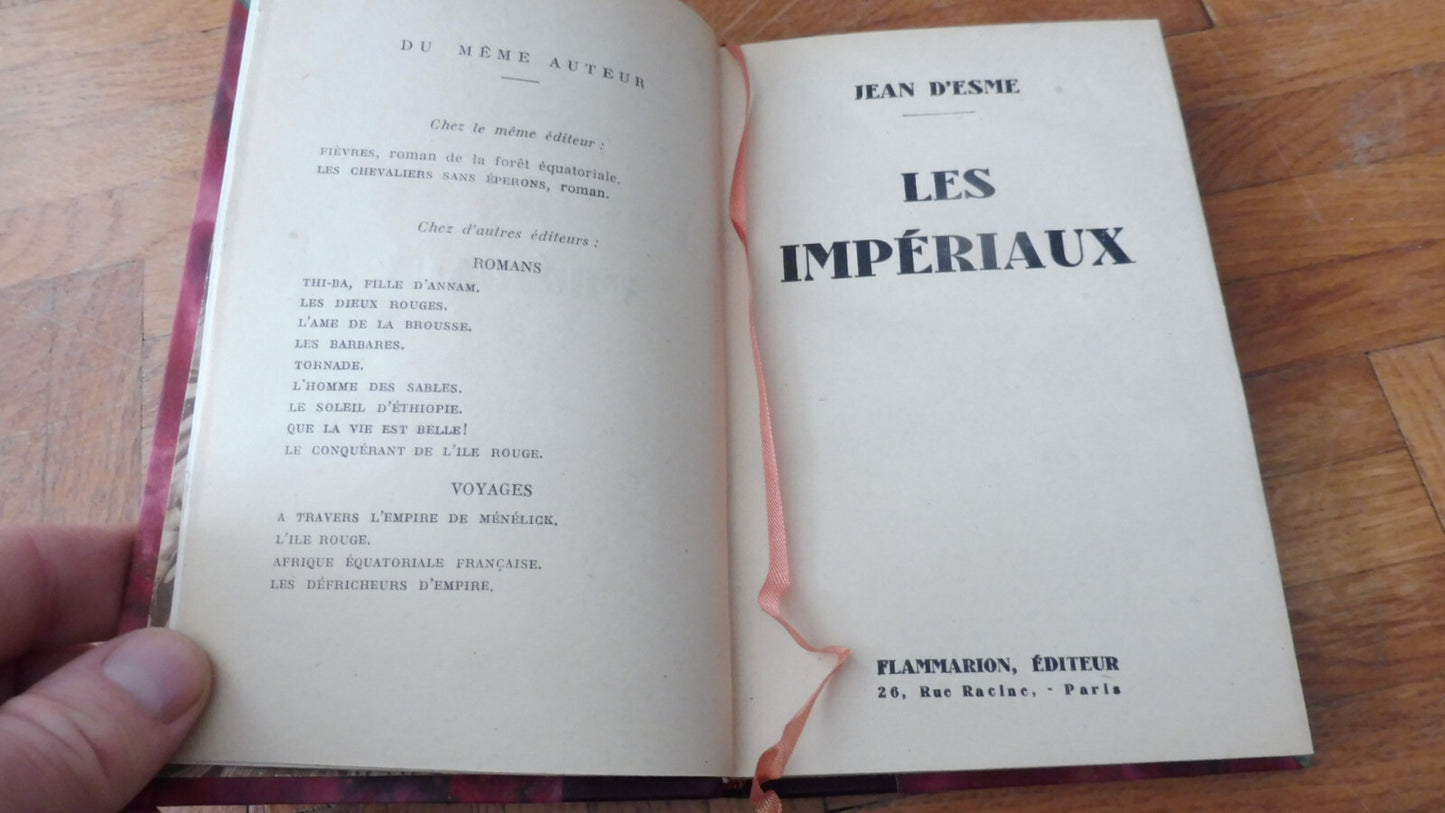 DU MÊME AUTEUR
Chez le même éditeur :
FIÈVRES, roman de la forêt équatoriale.
LES CHEVALIERS SANS ÉPERONS, roman.
Chez d'autres éditeurs :
ROMANS
THI-BA, FILLE D'ANNAM.
LES DIEUX ROUGES.
L'AME DE LA BROUSSE.
LES BARBARES.
TORNADE.
L'HOMME DES SABLES.
LE SOLEIL D'ÉTHIOPIE.
QUE LA VIE EST BELLE!
LE CONQUÉRANT DE L'ILE ROUGE.
VOYAGES
A TRAVERS L'EMPIRE DE MÉNÉLICK.
L'ILE ROUGE.
AFRIQUE ÉQUATORIALE FRANÇAISE.
LES DÉFRICHEURS D'EMPIRE.
JEAN D'ESME
LES
IMPÉRIAUX
FLAMMARION, ÉDITEUR
26, Rue Racine, - Paris